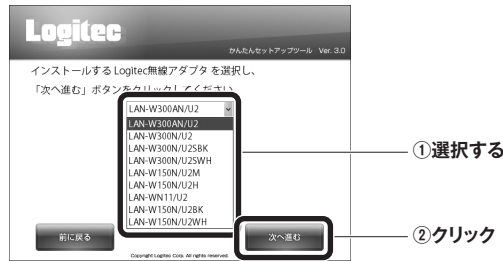 Logitec
かんたんセットアップツール Ver. 3.0
インストールする Logitec無線アダプタ を選択し、
「次へ進む」ボタンをクリックしてください
LAN-W300AN/U2
LAN-W300AN/U2
LAN-W300N/U2
LAN-W300N/U2SBK
LAN-W300N/U2SWH
LAN-W150N/U2M
LAN-W150N/U2H
LAN-WN11/U2
LAN-W150N/U2BK
LAN-W150N/U2WH
①選択する
前に戻る
次へ進む
②クリック
Copyright Logitec Corp. All rights reserved.